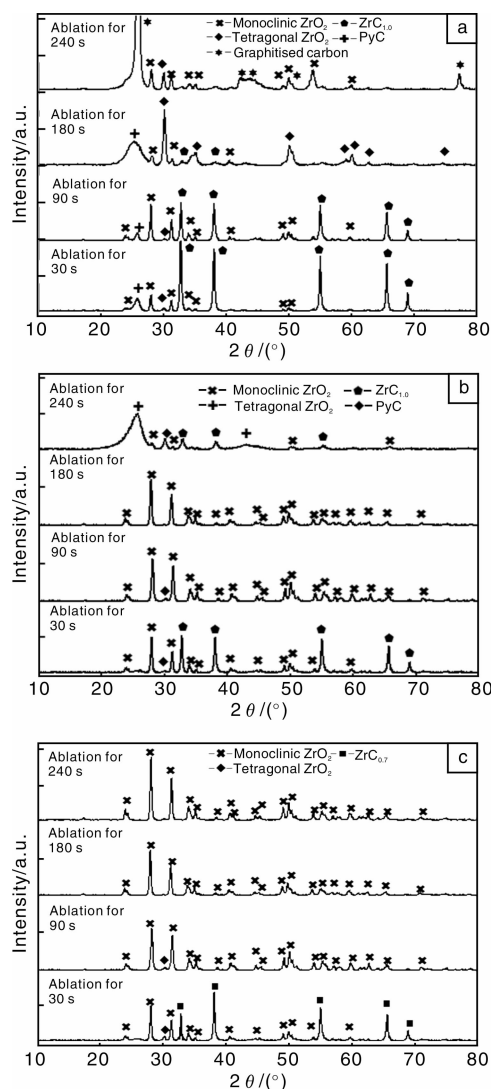 a
Monoclinic ZrO₂ ZrC₁.₀
Tetragonal ZrO₂ PyC
Graphitised carbon
Ablation for
240 s
Ablation for
180 s
Ablation for
90 s
Ablation for
30 s
Intensity/a.u.
10 20 30 40 50 60 70 80
2 θ/(°)
b
Monoclinic ZrO₂ ZrC₁.₀
Tetragonal ZrO₂ PyC
Ablation for
240 s
Ablation for
180 s
Ablation for
90 s
Ablation for
30 s
Intensity/a.u.
10 20 30 40 50 60 70 80
2 θ/(°)
c
Monoclinic ZrO₂ ZrC₀.₇
Tetragonal ZrO₂
Ablation for
240 s
Ablation for
180 s
Ablation for
90 s
Ablation for
30 s
Intensity/a.u.
10 20 30 40 50 60 70 80
2 θ/(°)